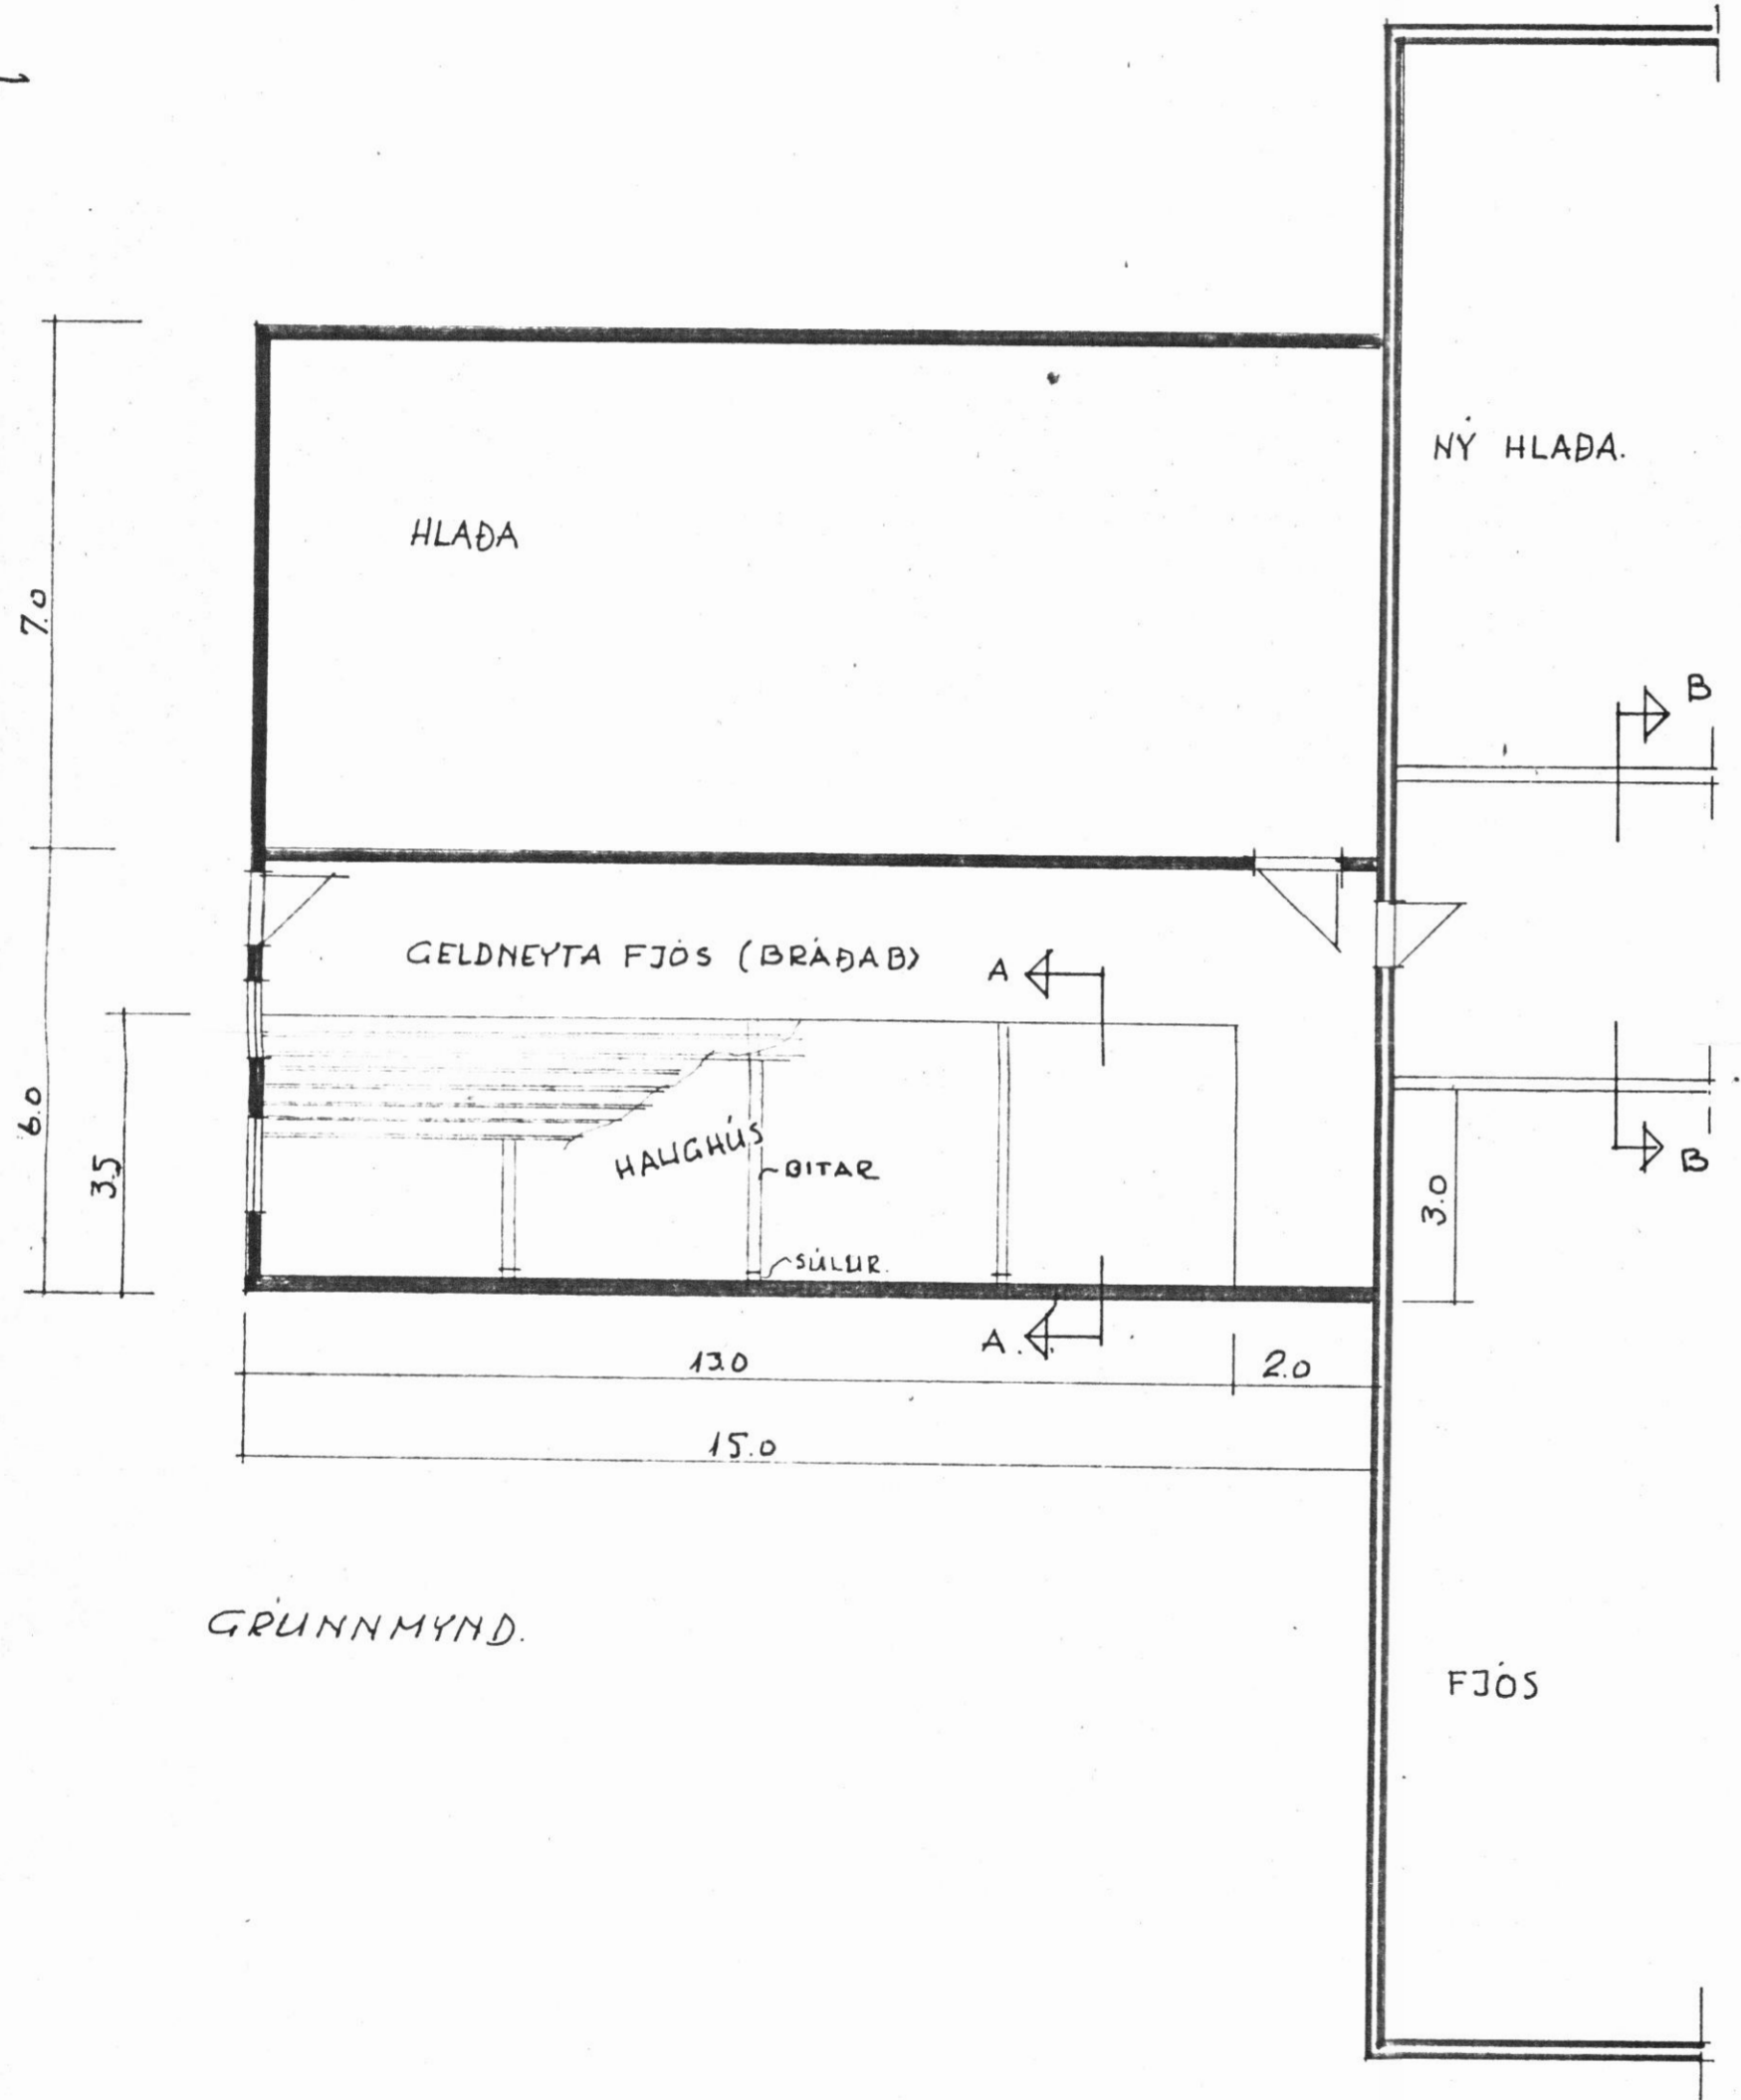 NÝ HLAÐA.
HLAÐA
7.0
B
GELDNEYTA FJÓS (BRÁÐAB)
A
6.0
3.5
HAUGHÚS
BITAR
B
3.0
SÚLUR.
A.
13.0
2.0
15.0
GRUNNMYND.
FJÓS